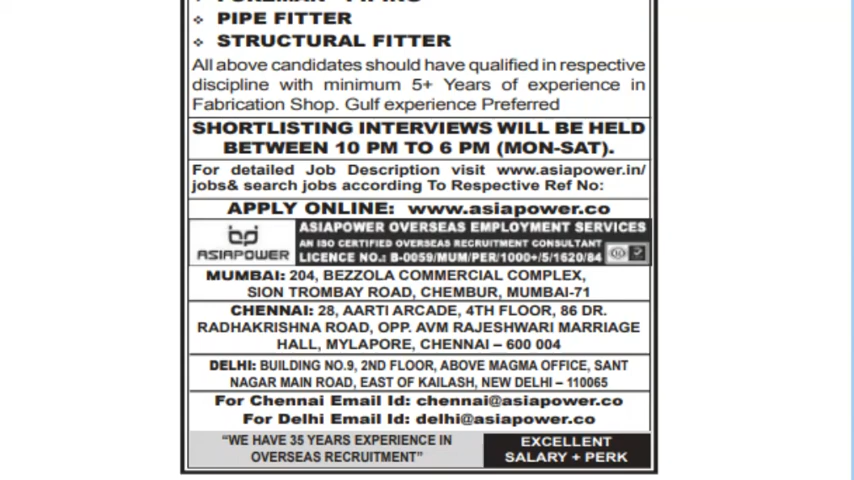 ❖ PIPE FITTER
❖ STRUCTURAL FITTER
All above candidates should have qualified in respective
discipline with minimum 5+ Years of experience in
Fabrication Shop. Gulf experience Preferred
SHORTLISTING INTERVIEWS WILL BE HELD
BETWEEN 10 PM TO 6 PM (MON-SAT).
For detailed Job Description visit www.asiapower.in/
jobs& search jobs according To Respective Ref No:
APPLY ONLINE: www.asiapower.co
ASIAPOWER
ASIAPOWER OVERSEAS EMPLOYMENT SERVICES
AN ISO CERTIFIED OVERSEAS RECRUITMENT CONSULTANT
LICENCE NO.: B-0059/MUM/PER/1000+/5/1620/84
MUMBAI: 204, BEZZOLA COMMERCIAL COMPLEX,
SION TROMBAY ROAD, CHEMBUR, MUMBAI-71
CHENNAI: 28, AARTI ARCADE, 4TH FLOOR, 86 DR.
RADHAKRISHNA ROAD, OPP. AVM RAJESHWARI MARRIAGE
HALL, MYLAPORE, CHENNAI – 600 004
DELHI: BUILDING NO.9, 2ND FLOOR, ABOVE MAGMA OFFICE, SANT
NAGAR MAIN ROAD, EAST OF KAILASH, NEW DELHI – 110065
For Chennai Email Id: chennai@asiapower.co
For Delhi Email Id: delhi@asiapower.co
“WE HAVE 35 YEARS EXPERIENCE IN
OVERSEAS RECRUITMENT”
EXCELLENT
SALARY + PERK